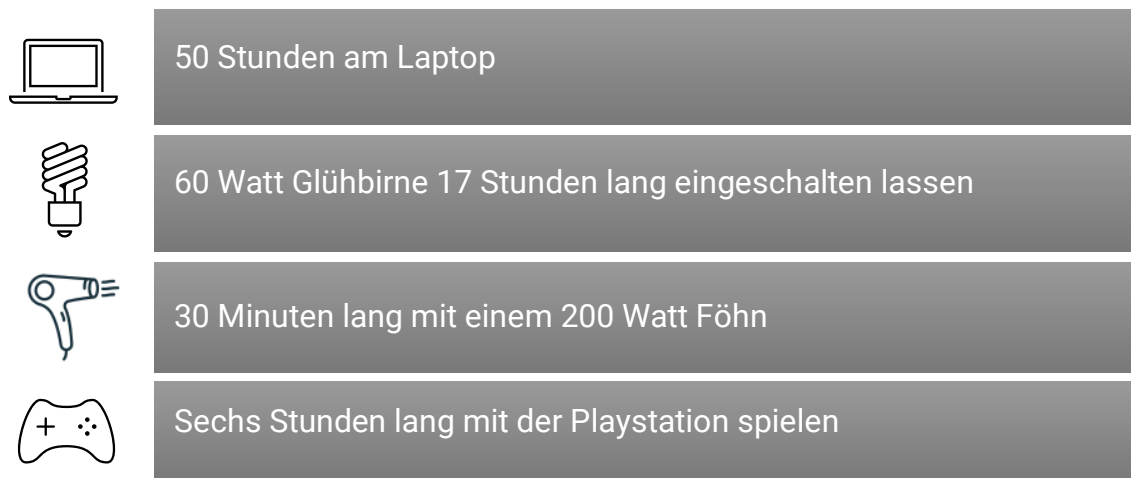 50 Stunden am Laptop
60 Watt Glühbirne 17 Stunden lang eingeschalten lassen
30 Minuten lang mit einem 200 Watt Föhn
Sechs Stunden lang mit der Playstation spielen